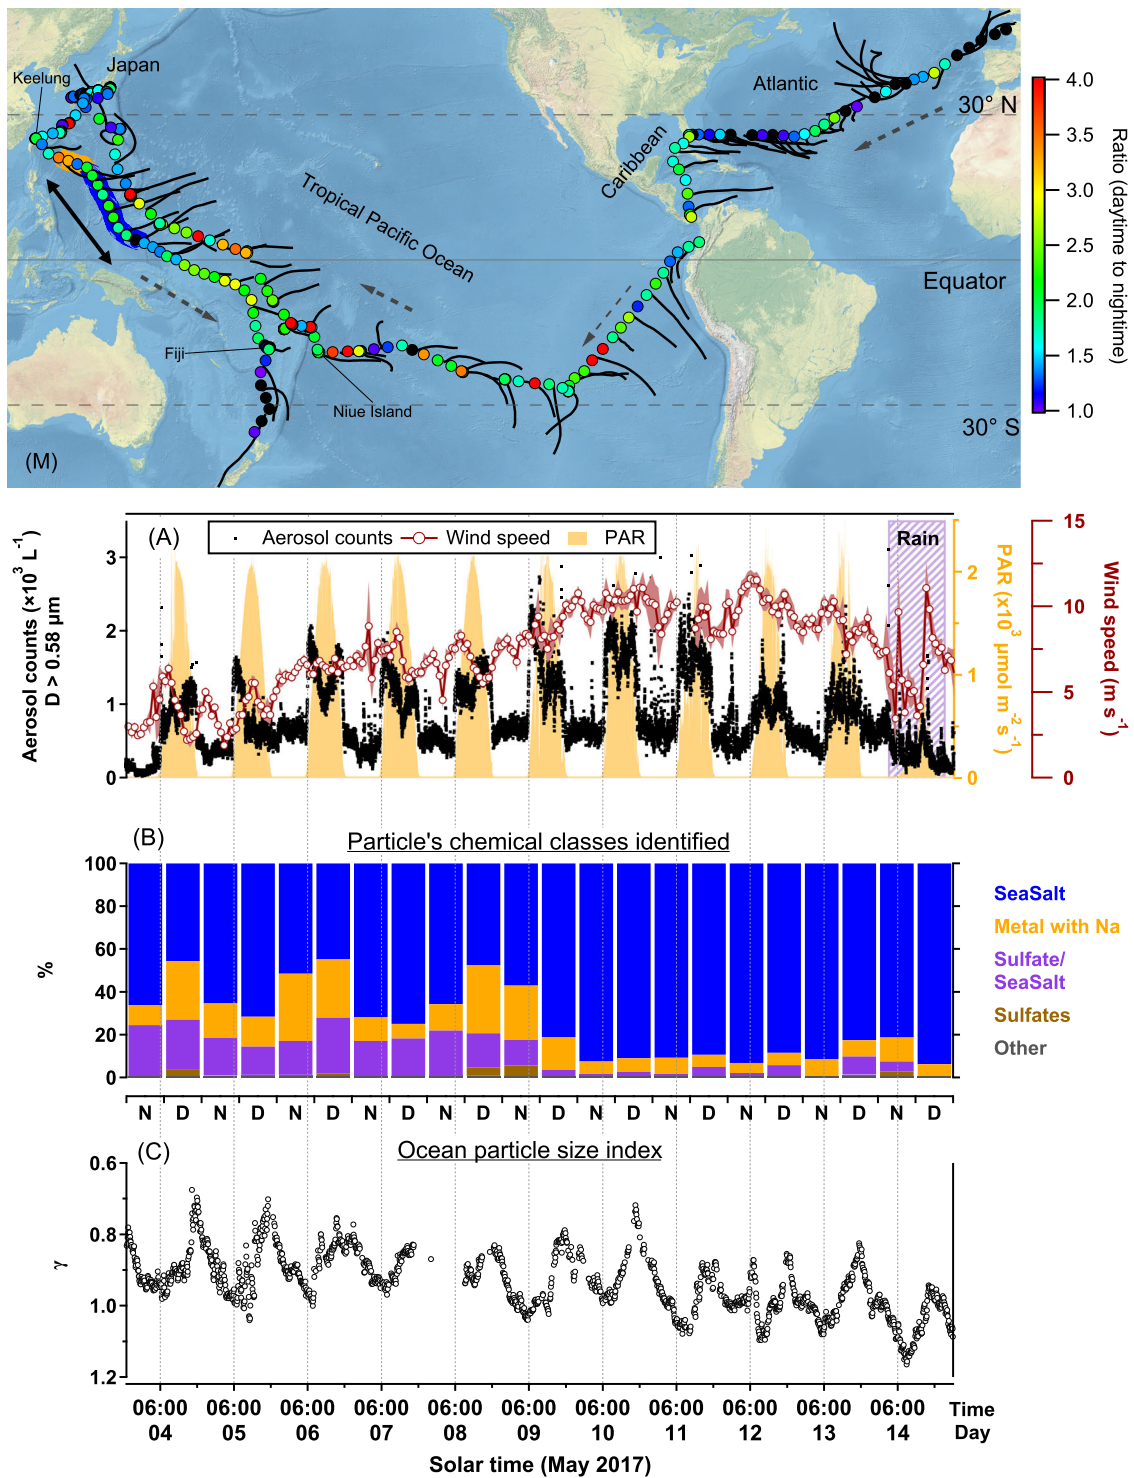 Keelung
Japan
Atlantic
30° N
Caribbean
Tropical Pacific Ocean
Equator
Fiji
Niue Island
30° S
(M)
4.0
3.5
3.0
2.5
2.0
1.5
1.0
Ratio (daytime to nighttime)
(A)
Aerosol counts
Wind speed
PAR
Rain
Aerosol counts (×10³ L⁻¹)
D > 0.58 µm
3
2
1
0
2
1
0
PAR (x10³ µmol m⁻² s⁻¹)
15
10
5
0
Wind speed (m s⁻¹)
(B)
Particle's chemical classes identified
100
80
60
40
20
0
%
SeaSalt
Metal with Na
Sulfate/
SeaSalt
Sulfates
Other
N D N D N D N D N D N D N D N D N D N D N D
(C)
Ocean particle size index
0.6
0.8
1.0
1.2
γ
06:00 06:00 06:00 06:00 06:00 06:00 06:00 06:00 06:00 06:00 06:00 Time
04 05 06 07 08 09 10 11 12 13 14 Day
Solar time (May 2017)